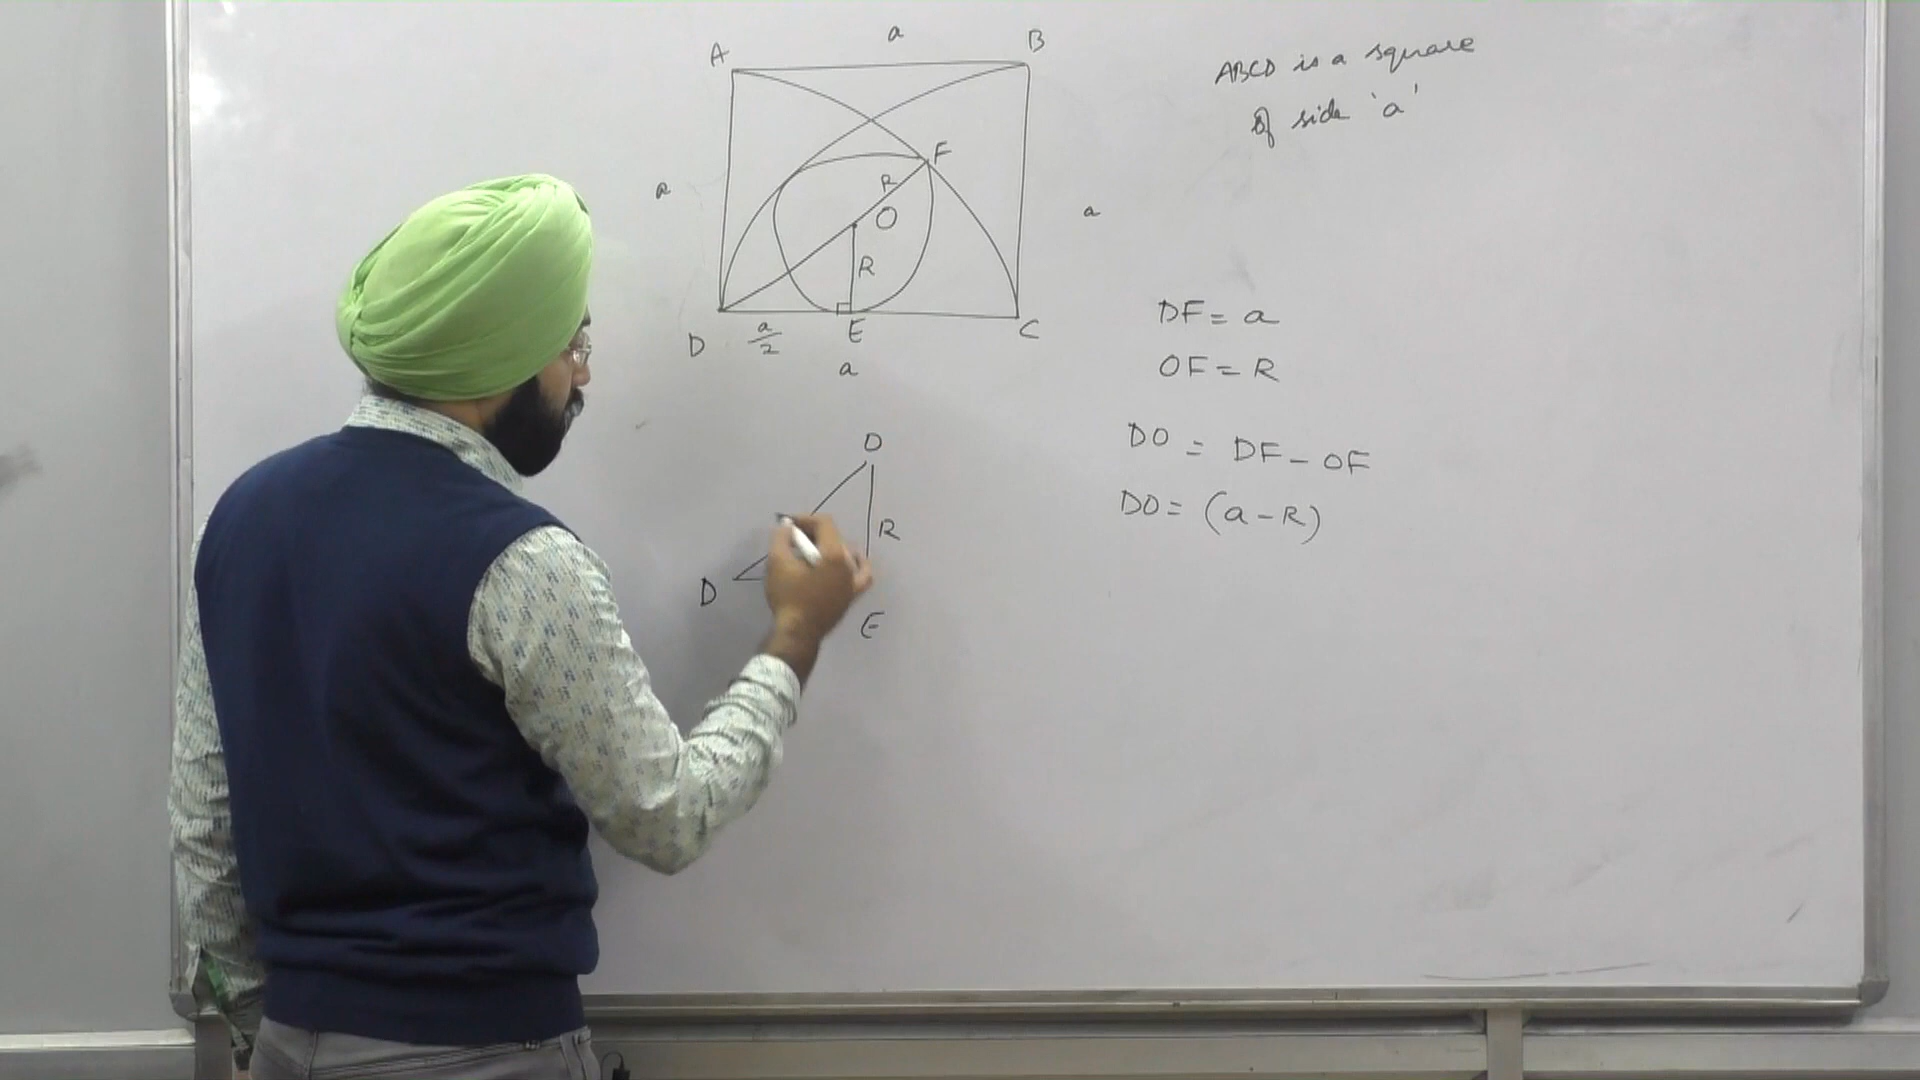 a
A
B
ABCD is a square
of side 'a'
F
R
a
O
a
R
D
a/2
E
C
a
DF = a
OF = R
DO = DF - OF
DO = (a - R)
O
R
D
E